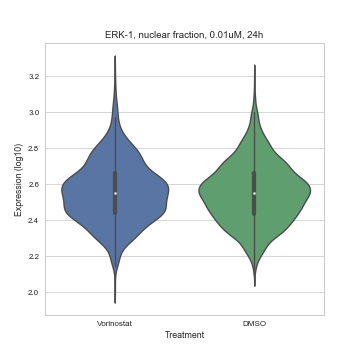 ERK-1, nuclear fraction, 0.01uM, 24h
Expression (log10)
3.2
3.0
2.8
2.6
2.4
2.2
2.0
Vorinostat DMSO
Treatment